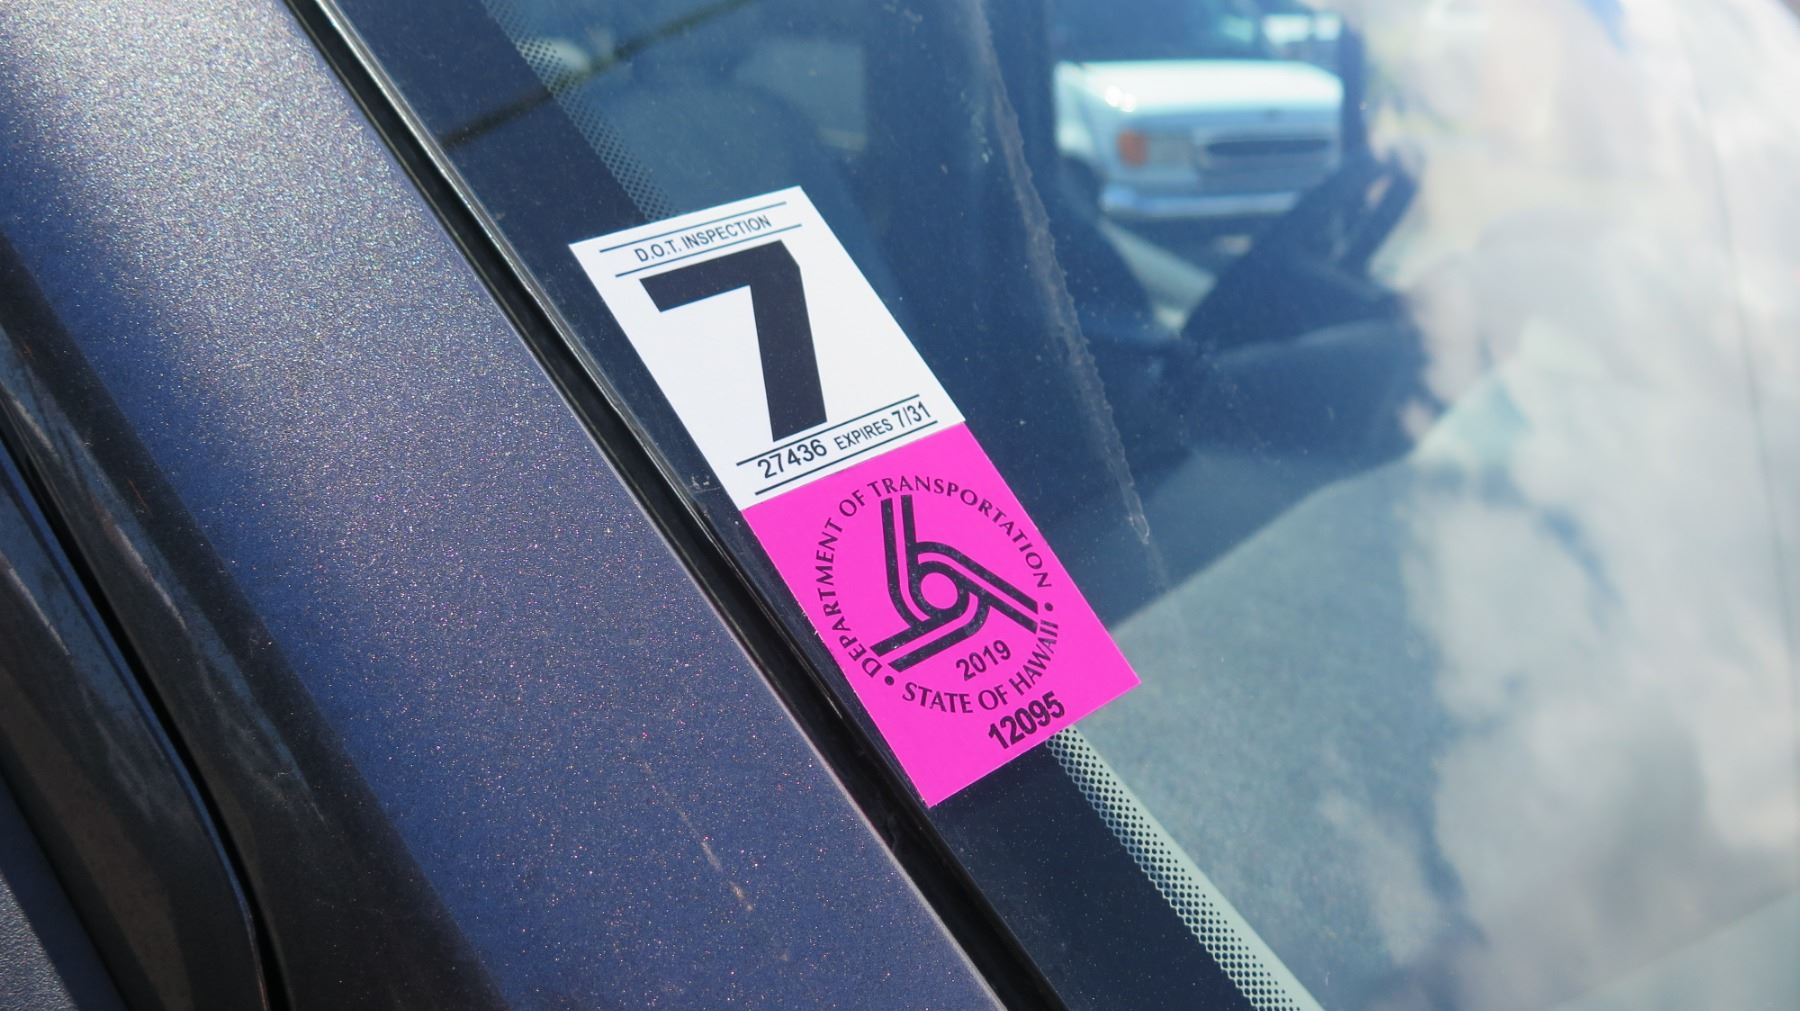 D.O.T. INSPECTION
7
27436 EXPIRES 7/31
DEPARTMENT OF TRANSPORTATION
2019
• STATE OF HAWAII •
12095